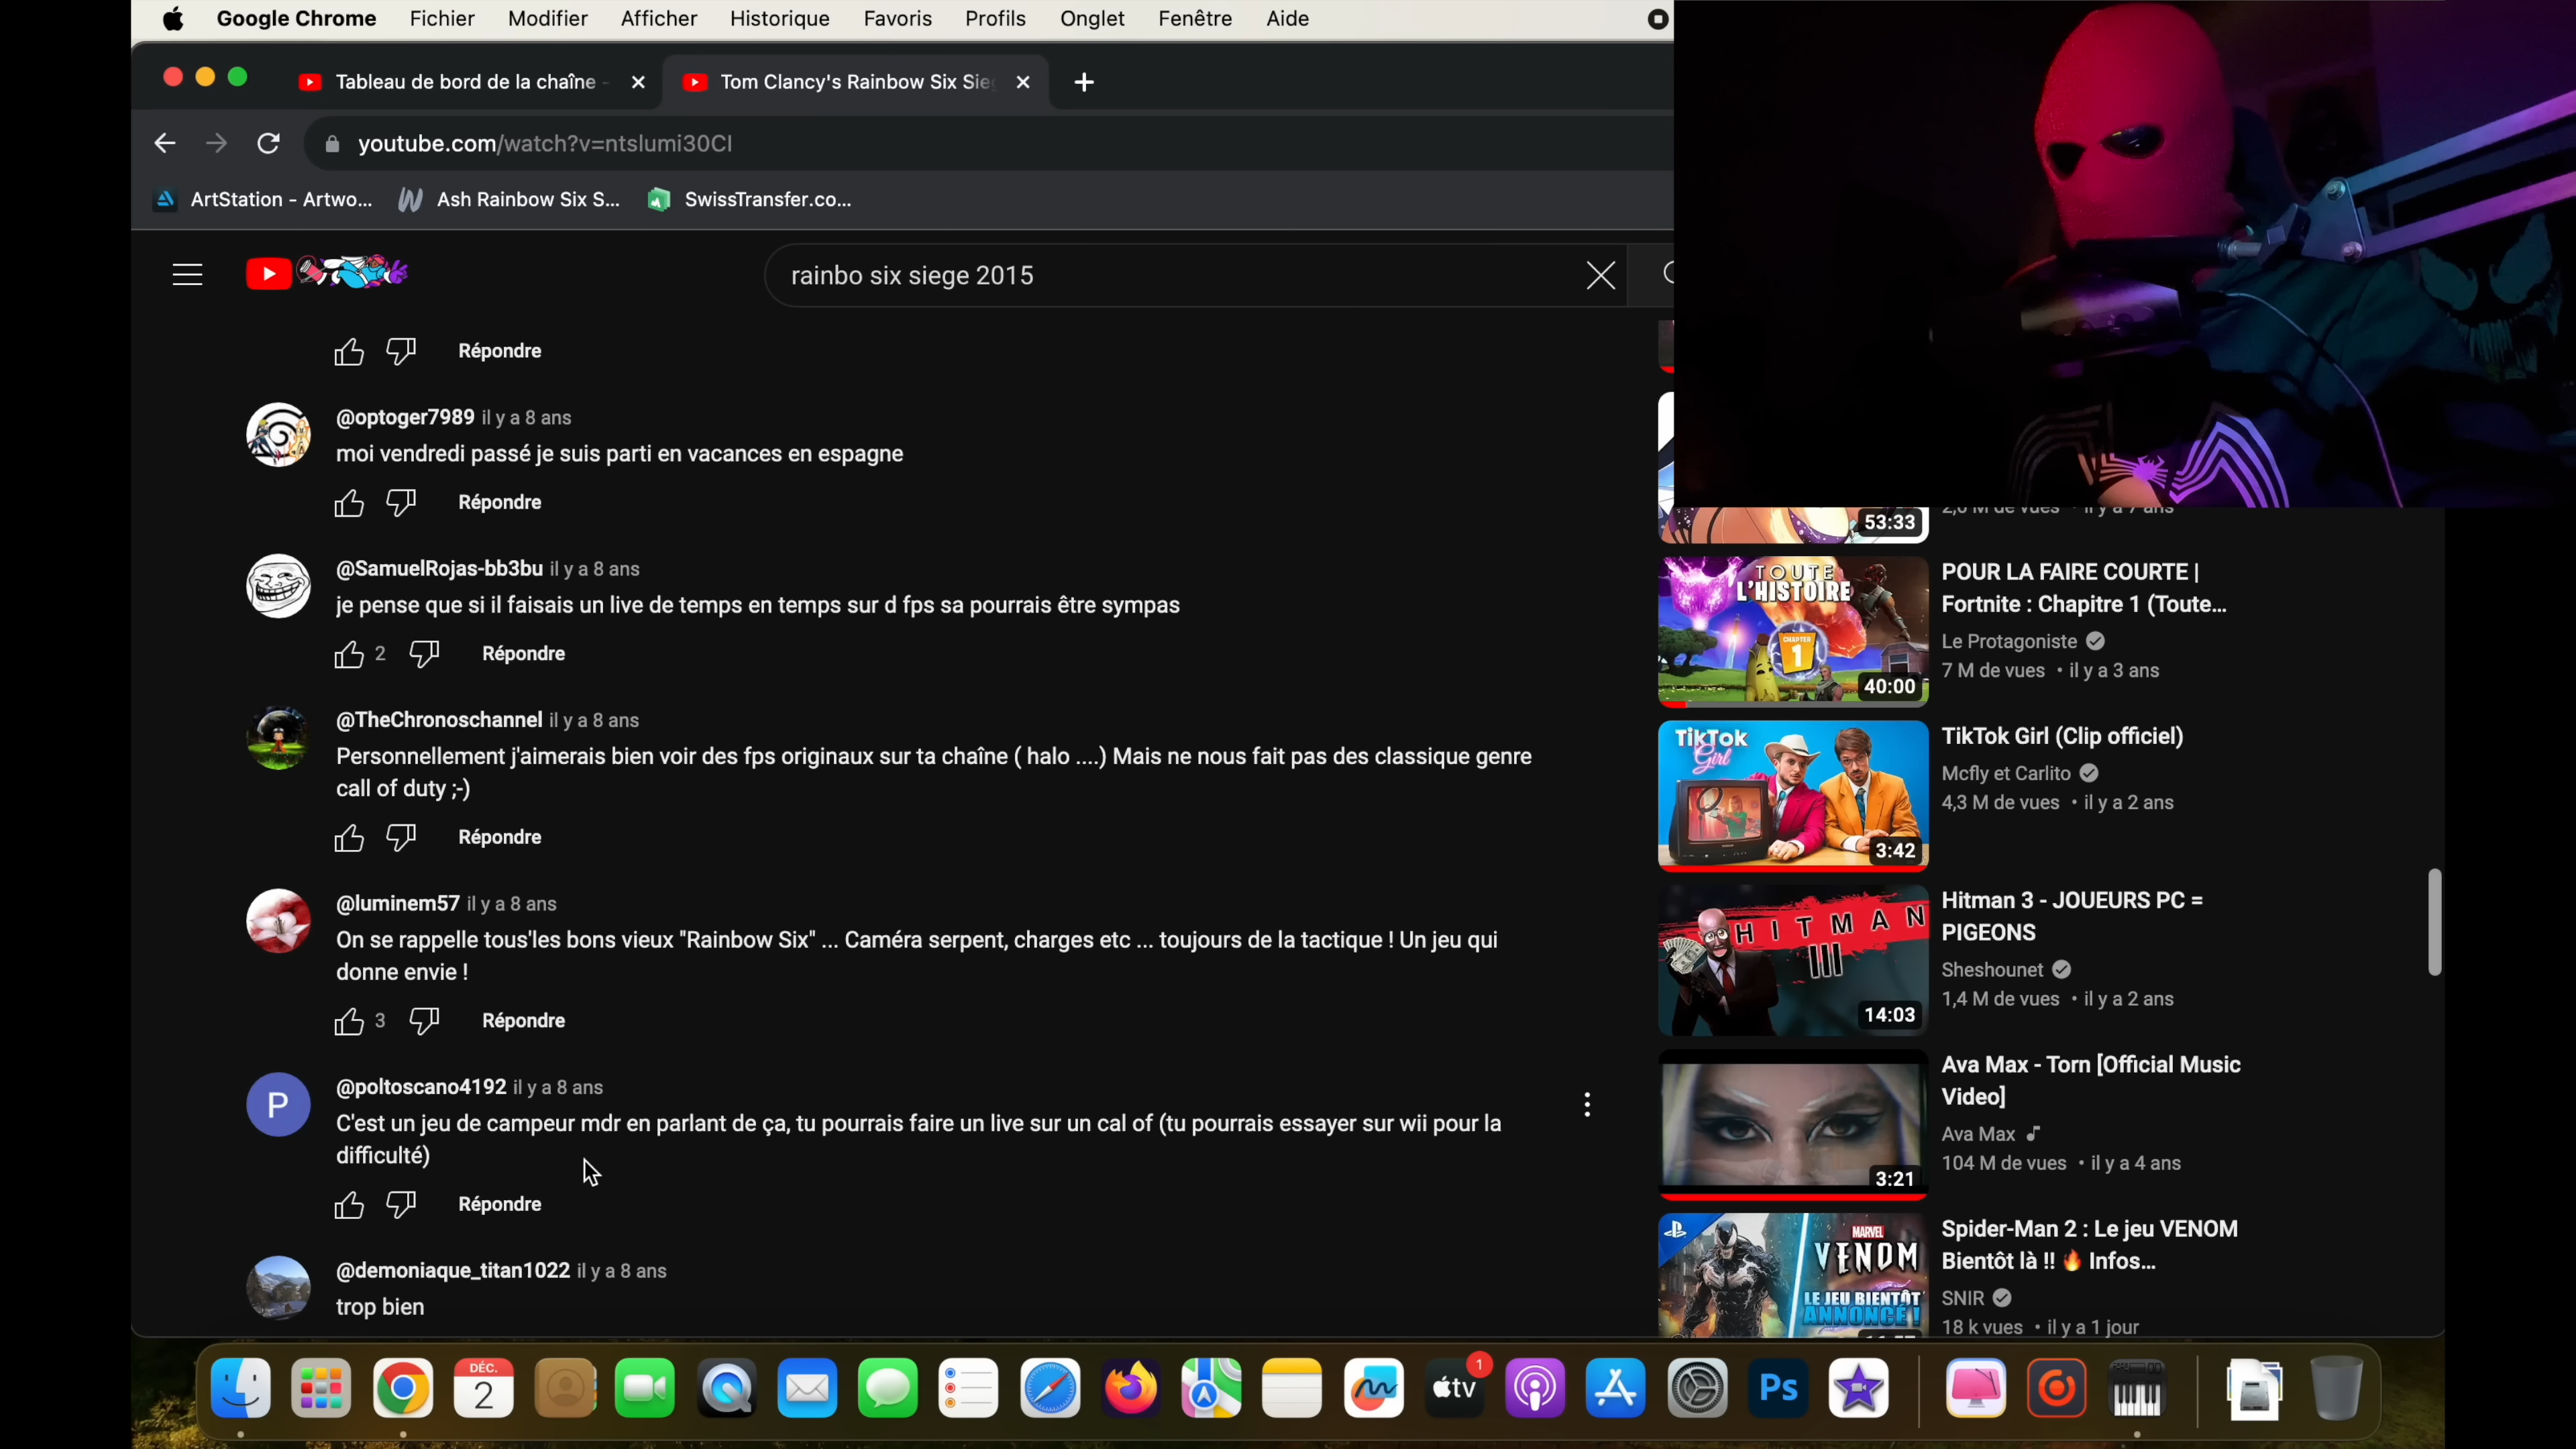 Google Chrome Fichier Modifier Afficher Historique Favoris Profils Onglet Fenêtre Aide
Tableau de bord de la chaîne -
Tom Clancy's Rainbow Six Sie
youtube.com/watch?v=ntslumi30CI
ArtStation - Artwo...
Ash Rainbow Six S...
SwissTransfer.co...
rainbo six siege 2015
Répondre
@optoger7989 il y a 8 ans
moi vendredi passé je suis parti en vacances en espagne
Répondre
@SamuelRojas-bb3bu il y a 8 ans
je pense que si il faisais un live de temps en temps sur d fps sa pourrais être sympas
2 Répondre
@TheChronoschannel il y a 8 ans
Personnellement j'aimerais bien voir des fps originaux sur ta chaîne ( halo ....) Mais ne nous fait pas des classique genre
call of duty ;-)
Répondre
@luminem57 il y a 8 ans
On se rappelle tous'les bons vieux "Rainbow Six" ... Caméra serpent, charges etc ... toujours de la tactique ! Un jeu qui
donne envie !
3 Répondre
@poltoscano4192 il y a 8 ans
C'est un jeu de campeur mdr en parlant de ça, tu pourrais faire un live sur un cal of (tu pourrais essayer sur wii pour la
difficulté)
Répondre
P
@demoniaque_titan1022 il y a 8 ans
trop bien
53:33
TOUTE
L'HISTOIRE
CHAPTER
1
40:00
POUR LA FAIRE COURTE |
Fortnite : Chapitre 1 (Toute...
Le Protagoniste
7 M de vues • il y a 3 ans
TikTok
Girl
3:42
TikTok Girl (Clip officiel)
Mcfly et Carlito
4,3 M de vues • il y a 2 ans
HITMAN
III
14:03
Hitman 3 - JOUEURS PC =
PIGEONS
Sheshounet
1,4 M de vues • il y a 2 ans
3:21
Ava Max - Torn [Official Music
Video]
Ava Max
104 M de vues • il y a 4 ans
MARVEL
VENOM
LE JEU BIENTÔT
ANNONCÉ !
Spider-Man 2 : Le jeu VENOM
Bientôt là !! 🔥 Infos...
SNIR
18 k vues • il y a 1 jour
DÉC.
2
tv
1
Ps